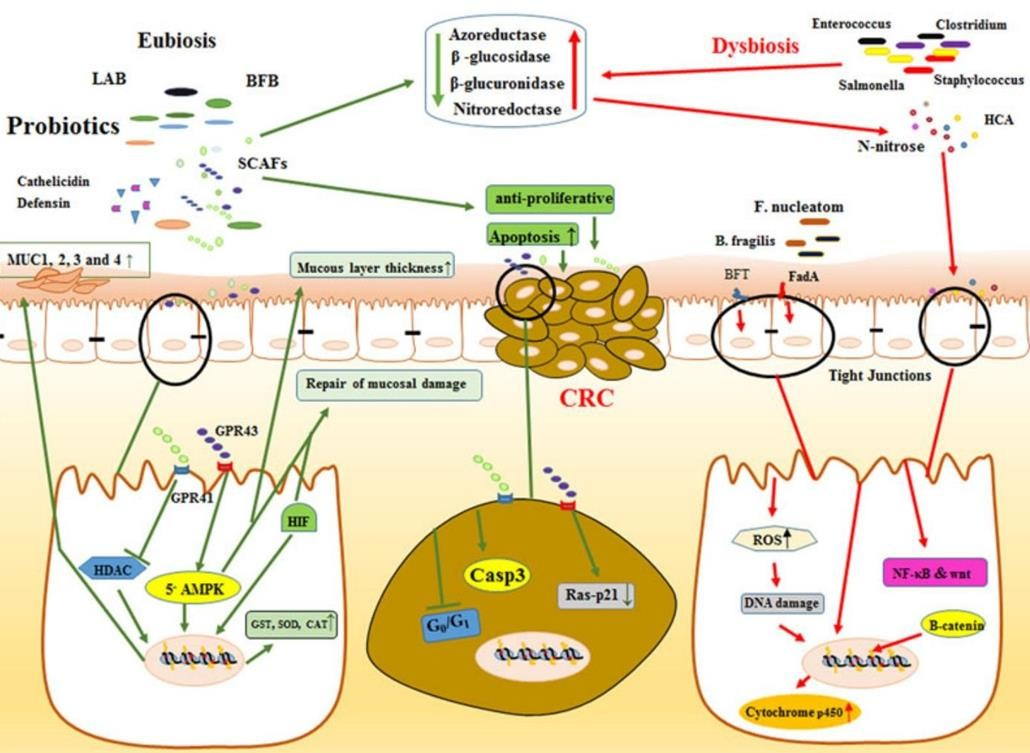 Eubiosis
LAB
BFB
Probiotics
SCAFs
Cathelicidin
Defensin
MUC1, 2, 3 and 4 ↑
Azoreductase
β -glucosidase
β-glucuronidase
Nitroredoctase
Dysbiosis
Enterococcus
Clostridium
Salmonella
Staphylococcus
HCA
N-nitrose
anti-proliferative
Apoptosis ↑
Mucous layer thickness↑
F. nucleatom
B. fragilis
BFT
FadA
Repair of mucosal damage
CRC
Tight Junctions
GPR43
GPR41
HIF
HDAC
5- AMPK
GST, SOD, CAT↑
Casp3
Ras-p21 ↓
G0/G1
ROS↑
DNA damage
NF-κB & wnt
B-catenin
Cytochrome p450↑